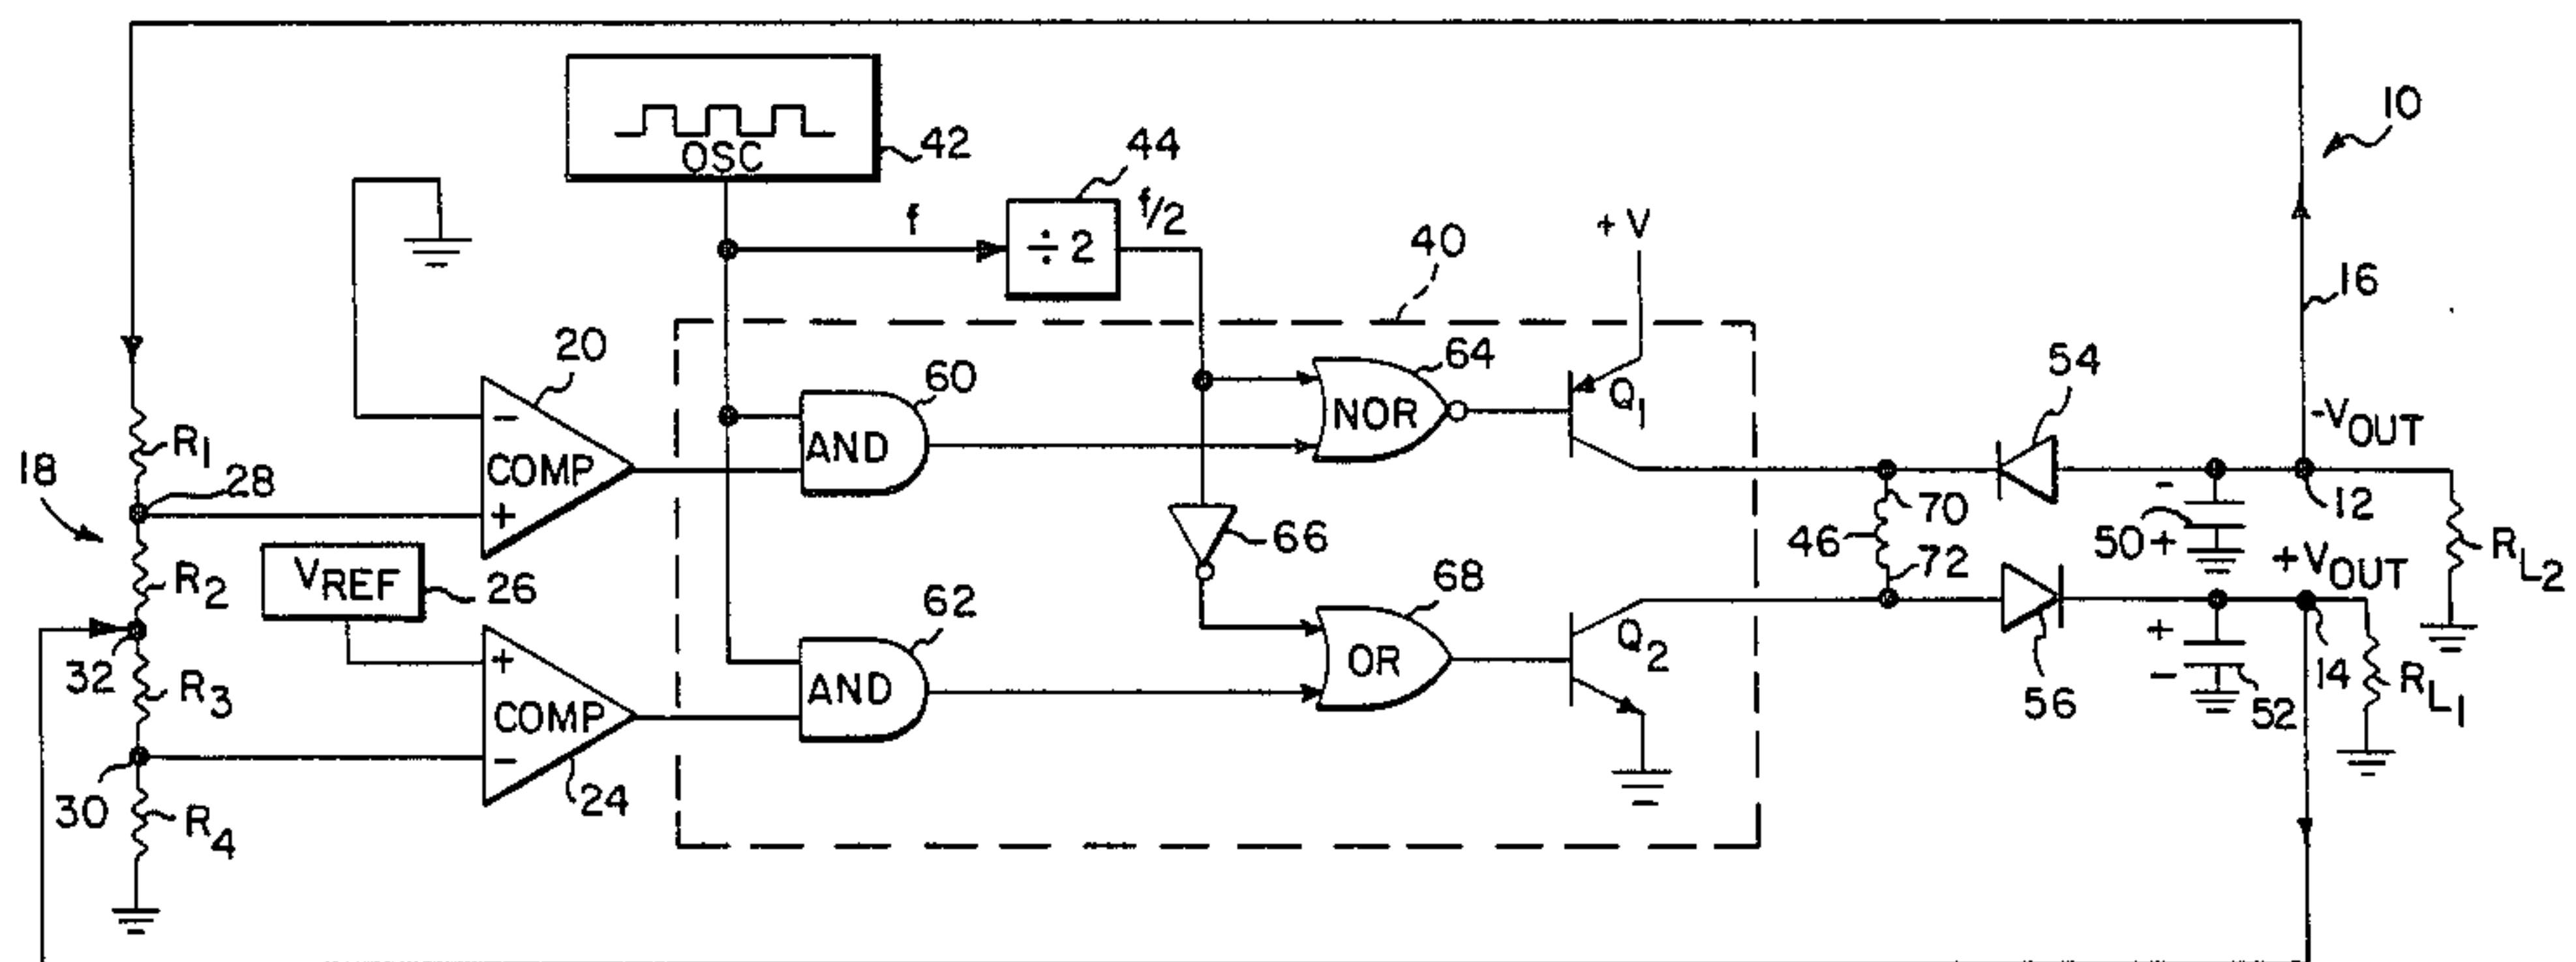 10
OSC
42
44
f
÷ 2
f/2
+ V
40
16
20
- COMP +
60
AND
64
NOR
Q1
54
-VOUT
12
R1
28
18
66
70
46
72
50
-
+
RL2
+VOUT
R2
VREF
26
32
R3
62
AND
68
OR
Q2
56
+
-
52
14
RL1
+ COMP -
24
30
R4